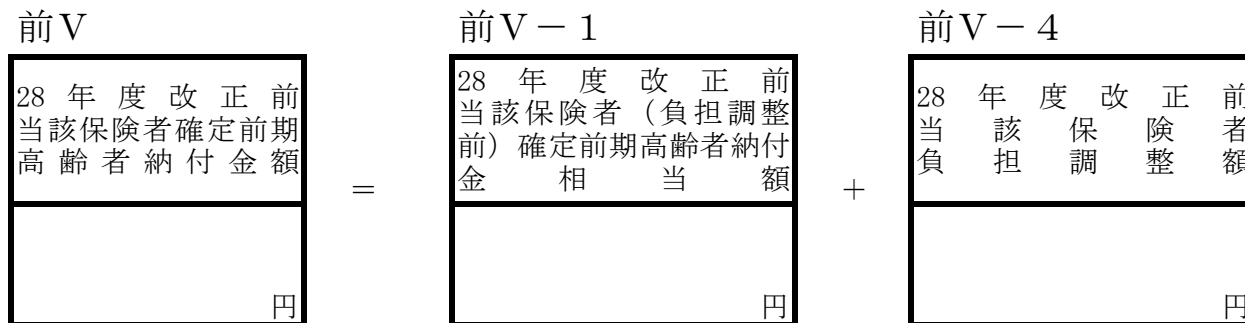 前Ⅴ
28年度改正前
当該保険者確定前期
高齢者納付金額
円
＝
前Ⅴ－１
28年度改正前
当該保険者（負担調整
前）確定前期高齢者納付
金相当額
円
＋
前Ⅴ－４
28年度改正前
当該保険者
負担調整額
円